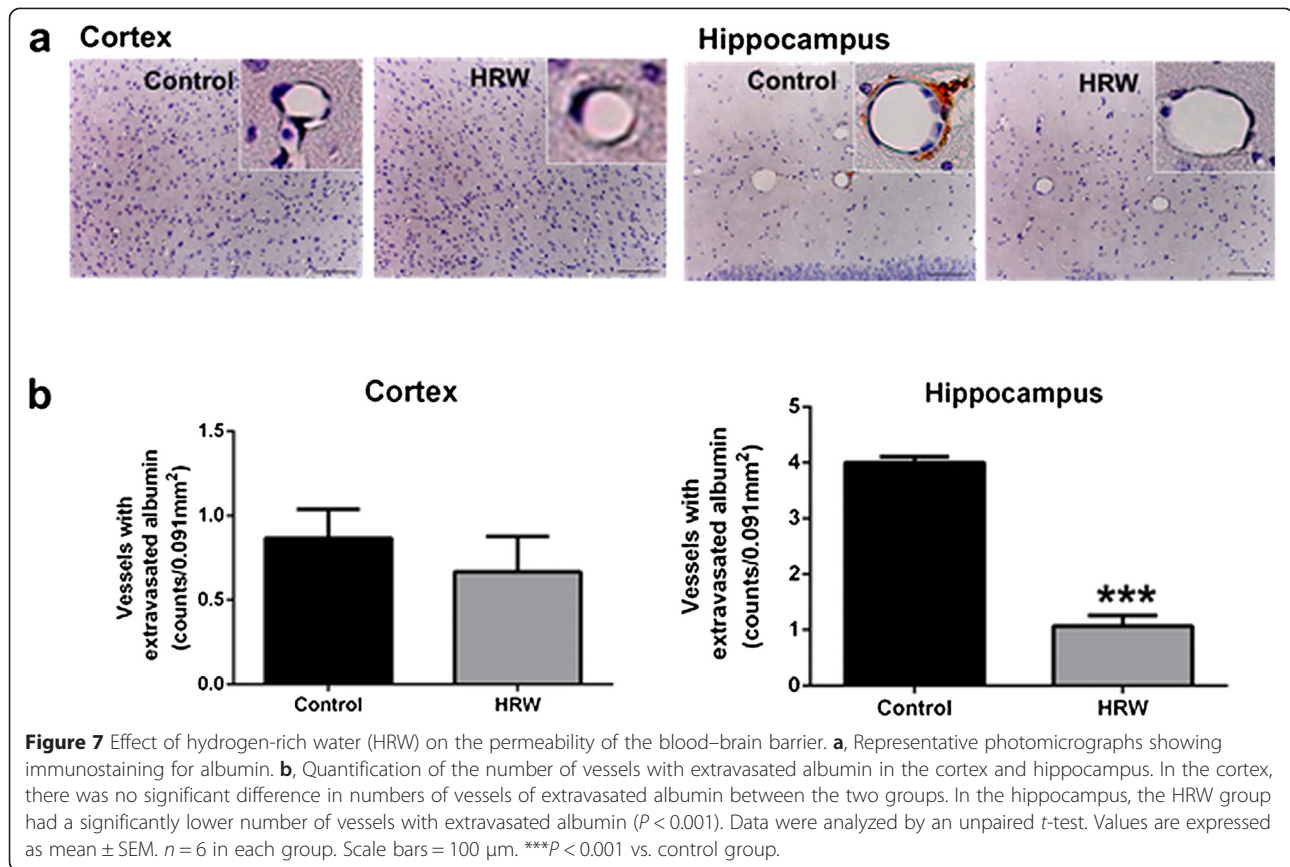 a Cortex
Hippocampus
Control
HRW
Control
HRW
b
Cortex
Vessels with
extravasated albumin
(counts/0.091mm²)
1.5
1.0
0.5
0.0
Control
HRW
Hippocampus
Vessels with
extravasated albumin
(counts/0.091mm²)
5
4
3
2
1
0
***
Control
HRW
Figure 7 Effect of hydrogen-rich water (HRW) on the permeability of the blood–brain barrier. a, Representative photomicrographs showing
immunostaining for albumin. b, Quantification of the number of vessels with extravasated albumin in the cortex and hippocampus. In the cortex,
there was no significant difference in numbers of vessels of extravasated albumin between the two groups. In the hippocampus, the HRW group
had a significantly lower number of vessels with extravasated albumin (P < 0.001). Data were analyzed by an unpaired t-test. Values are expressed
as mean ± SEM. n = 6 in each group. Scale bars = 100 μm. ***P < 0.001 vs. control group.